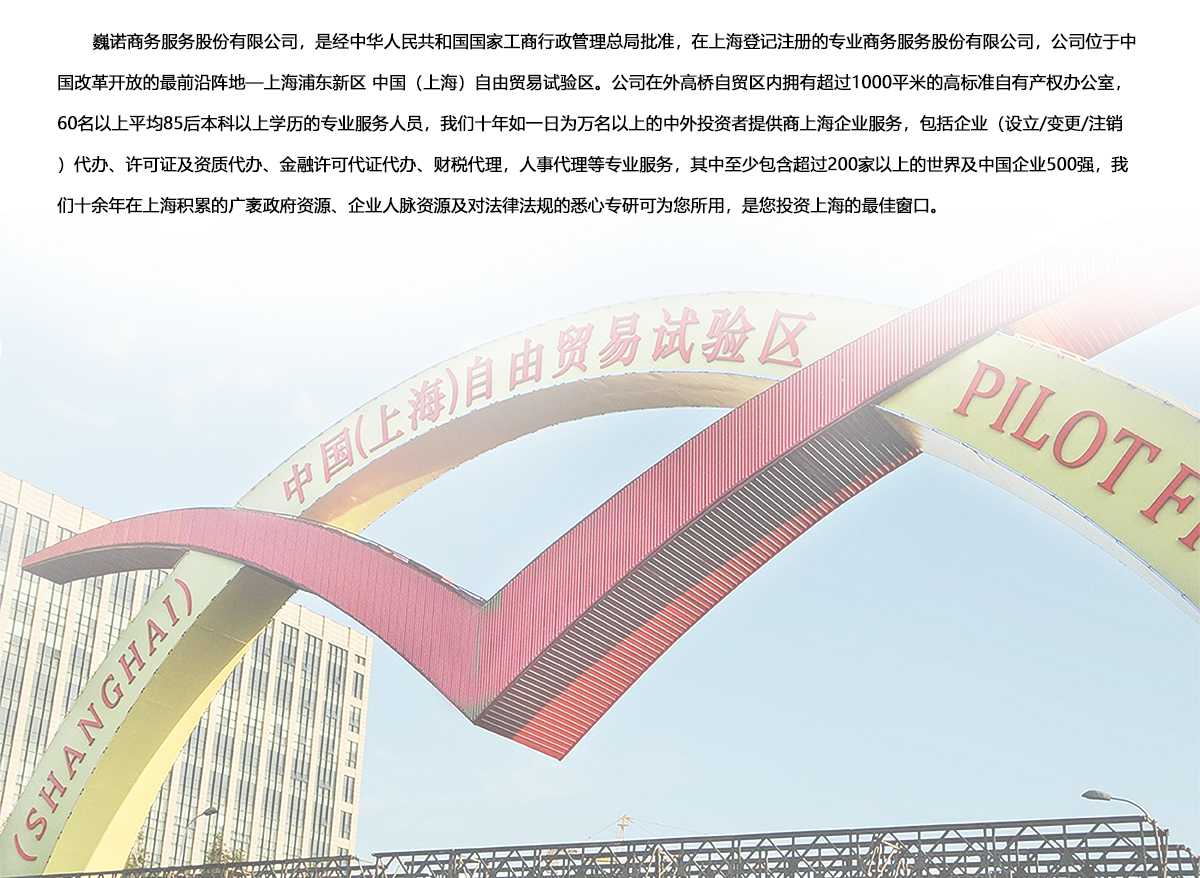 巍诺商务服务股份有限公司，是经中华人民共和国国家工商行政管理总局批准，在上海登记注册的专业商务服务股份有限公司，公司位于中
国改革开放的最前沿阵地—上海浦东新区 中国（上海）自由贸易试验区。公司在外高桥自贸区内拥有超过1000平米的高标准自有产权办公室，
60名以上平均85后本科以上学历的专业服务人员，我们十年如一日为万名以上的中外投资者提供商上海企业服务，包括企业（设立/变更/注销
）代办、许可证及资质代办、金融许可代证代办、财税代理，人事代理等专业服务，其中至少包含超过200家以上的世界及中国企业500强，我
们十余年在上海积累的广袤政府资源、企业人脉资源及对法律法规的悉心专研可为您所用，是您投资上海的最佳窗口。
中国(上海)自由贸易试验区
PILOT F
(SHANGHAI)